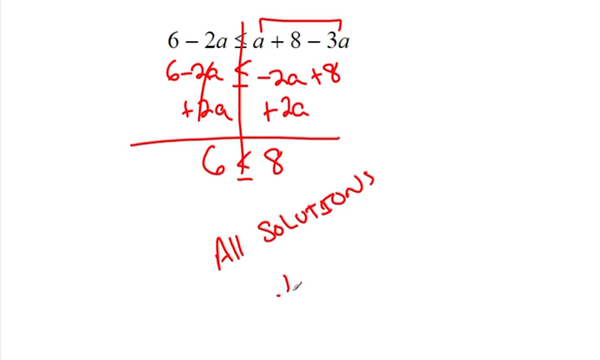 6 − 2a ≤ a + 8 − 3a
6-2a ≤ -2a+8
+2a +2a
6 ≤ 8
All SOLUTIONS